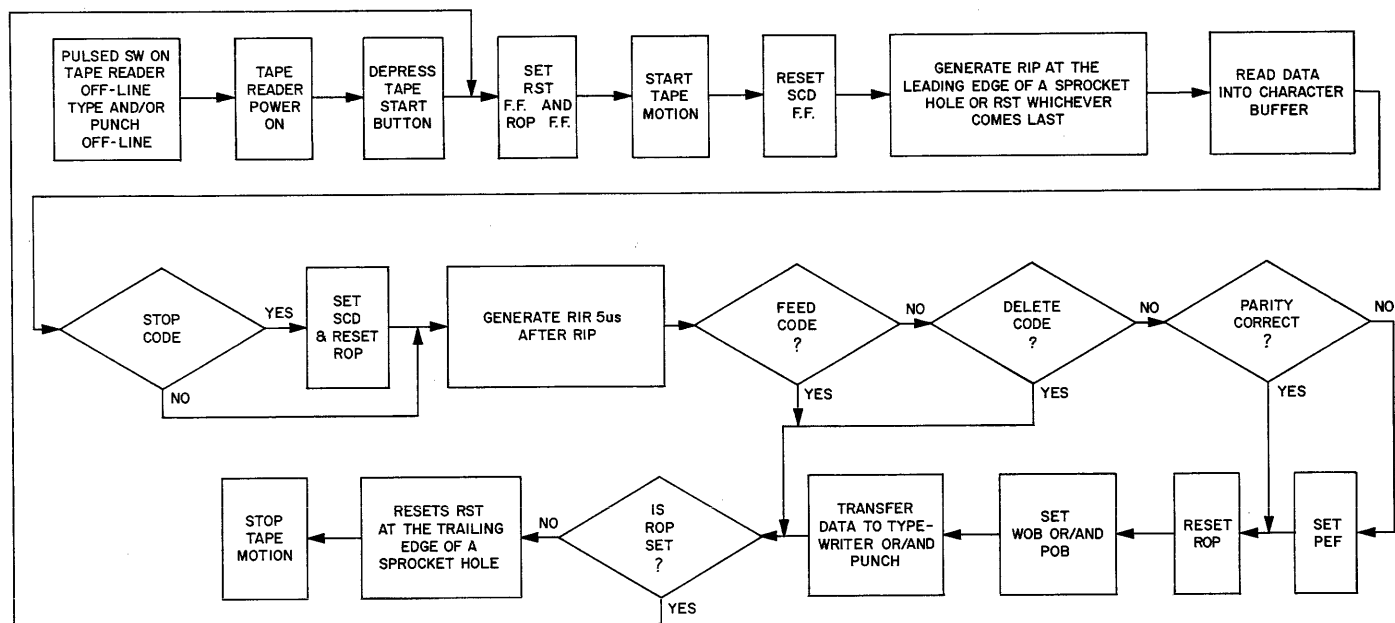 PULSED SW ON
TAPE READER
OFF-LINE
TYPE AND/OR
PUNCH
OFF-LINE
TAPE
READER
POWER
ON
DEPRESS
TAPE
START
BUTTON
SET
RST
F.F. AND
ROP F.F.
START
TAPE
MOTION
RESET
SCD
F.F.
GENERATE RIP AT THE
LEADING EDGE OF A SPROCKET
HOLE OR RST WHICHEVER
COMES LAST
READ DATA
INTO CHARACTER
BUFFER
STOP
CODE
YES
NO
SET
SCD
& RESET
ROP
GENERATE RIR 5us
AFTER RIP
FEED
CODE
?
NO
YES
DELETE
CODE
?
NO
YES
PARITY
CORRECT
?
NO
YES
STOP
TAPE
MOTION
RESETS RST
AT THE TRAILING
EDGE OF A
SPROCKET HOLE
NO
IS
ROP
SET
?
YES
TRANSFER
DATA TO TYPE-
WRITER OR/AND
PUNCH
SET
WOB OR/AND
POB
RESET
ROP
SET
PEF